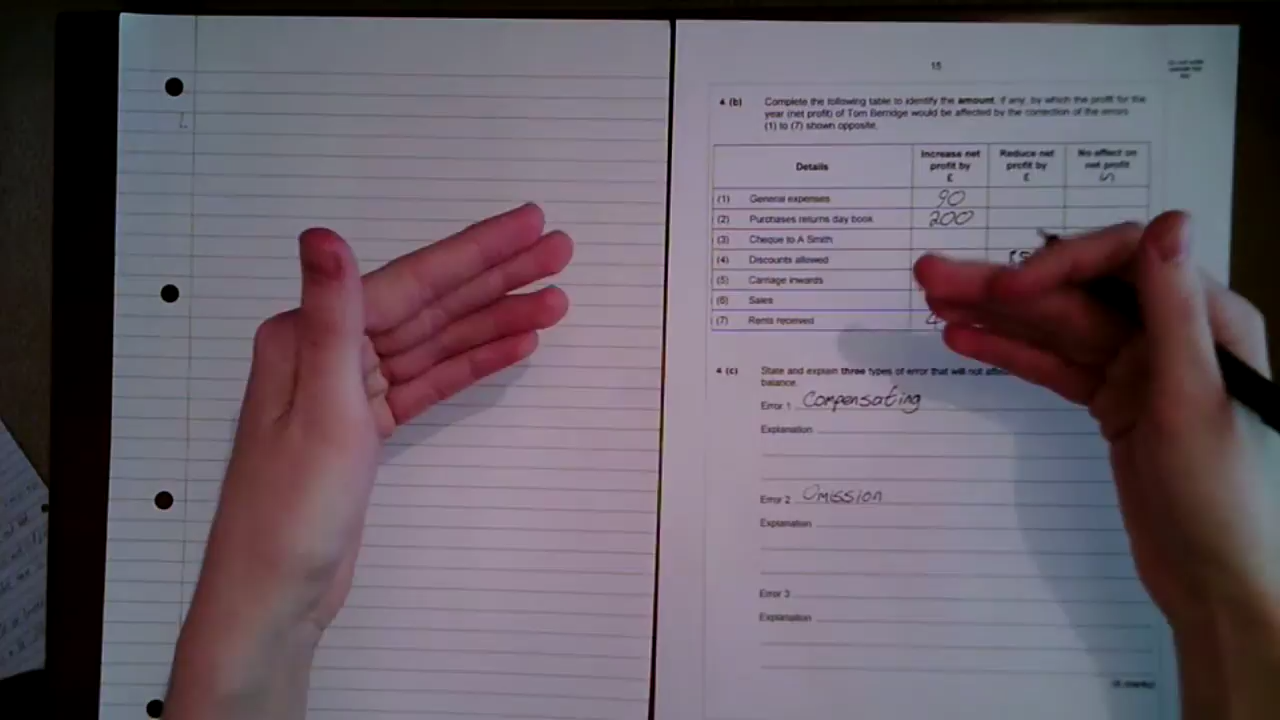 15
4 (b) Complete the following table to identify the amount, if any, by which the profit for the
year (net profit) of Tom Berridge would be affected by the correction of the errors
(1) to (7) shown opposite.
Details
Increase net profit by £
Reduce net profit by £
No effect on net profit
(1) General expenses 90
(2) Purchases returns day book 200
(3) Cheque to A Smith
(4) Discounts allowed
(5) Carriage inwards
(6) Sales
(7) Rents received
4 (c) State and explain three types of error that will not
balance.
Error 1 Compensating
Explanation
Error 2 Omission
Explanation
Error 3
Explanation